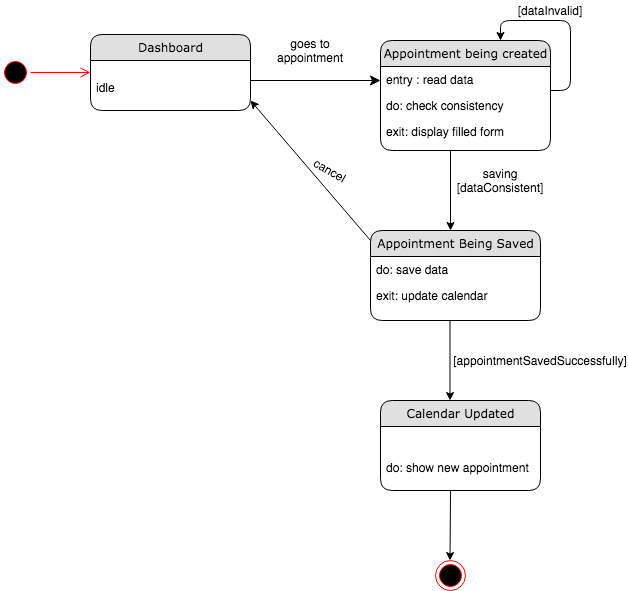 [dataInvalid]
Dashboard
goes to
appointment
Appointment being created
idle
entry : read data
do: check consistency
exit: display filled form
cancel
saving
[dataConsistent]
Appointment Being Saved
do: save data
exit: update calendar
[appointmentSavedSuccessfully]
Calendar Updated
do: show new appointment